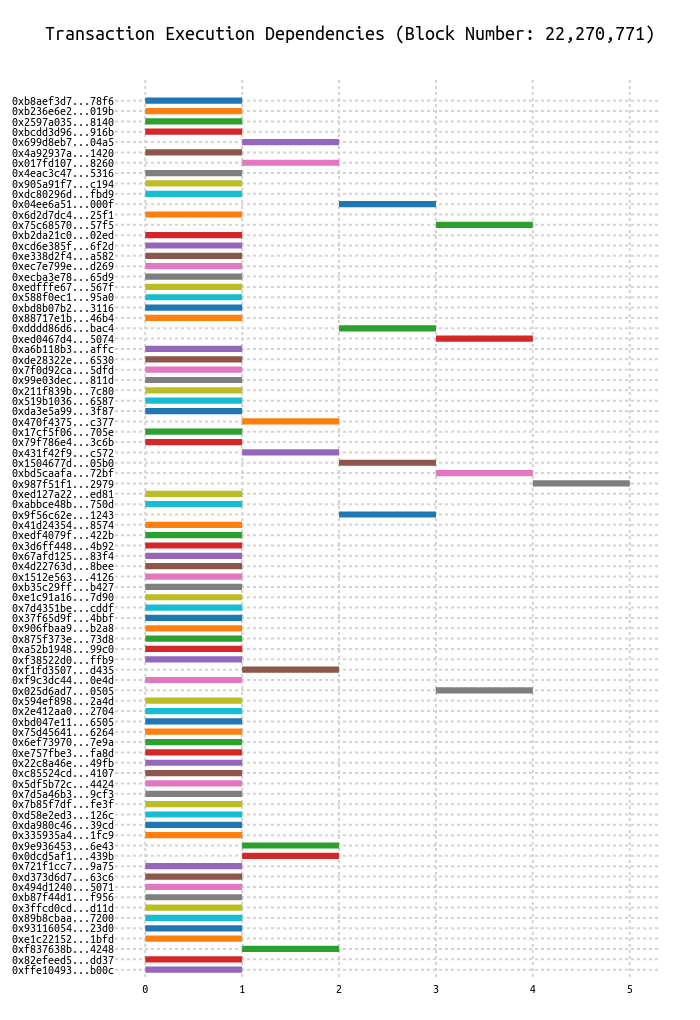 Transaction Execution Dependencies (Block Number: 22,270,771)
0xb8aef3d7...78f6
0xb236e6e2...019b
0x2597a035...8140
0xbcdd3d96...916b
0x699d8eb7...04a5
0x4a92937a...1420
0x017fd107...8260
0x4eac3c47...5316
0x905a91f7...c194
0xdc80296d...fbd9
0x04ee6a51...000f
0x6d2d7dc4...25f1
0x75c68570...57f5
0xb2da21c0...02ed
0xcd6e385f...6f2d
0xe338d2f4...a582
0xec7e799e...d269
0xecba3e78...65d9
0xedfffe67...567f
0x588f0ec1...95a0
0xbd8b07b2...3116
0x88717e1b...46b4
0xdddd86d6...bac4
0xed0467d4...5074
0xa6b118b3...affc
0xde28322e...6530
0x7f0d92ca...5dfd
0x99e03dec...811d
0x211f839b...7c80
0x519b1036...6587
0xda3e5a99...3f87
0x470f4375...c377
0x17cf5f06...705e
0x79f786e4...3c6b
0x431f42f9...c572
0x1504677d...05b0
0xbd5caafa...72bf
0x987f51f1...2979
0xed127a22...ed81
0xabbce48b...750d
0x9f56c62e...1243
0x41d24354...8574
0xedf4079f...422b
0x3d6ff448...4b92
0x67afd125...83f4
0x4d22763d...8bee
0x1512e563...4126
0xb35c29ff...b427
0xe1c91a16...7d90
0x7d4351be...cddf
0x37f65d9f...4bbf
0x906fbaa9...b2a8
0x875f373e...73d8
0xa52b1948...99c0
0xf38522d0...ffb9
0xf1fd3507...d435
0xf9c3dc44...0e4d
0x025d6ad7...0505
0x594ef898...2a4d
0x2e412aa0...2704
0xbd047e11...6505
0x75d45641...6264
0x6ef73970...7e9a
0xe757fbe3...fa8d
0x22c8a46e...49fb
0xc85524cd...4107
0x5df5b72c...4424
0x7d5a46b3...9cf3
0x7b85f7df...fe3f
0xd58e2ed3...126c
0xda980c46...39cd
0x335935a4...1fc9
0x9e936453...6e43
0x0dcd5af1...439b
0x721f1cc7...9a75
0xd373d6d7...63c6
0x494d1240...5071
0xb87f44d1...f956
0x3ffcd0cd...d11d
0x89b8cbaa...7200
0x93116054...23d0
0xe1c22152...1bfd
0xf837638b...4248
0x82efeed5...dd37
0xffe10493...b00c
0 1 2 3 4 5